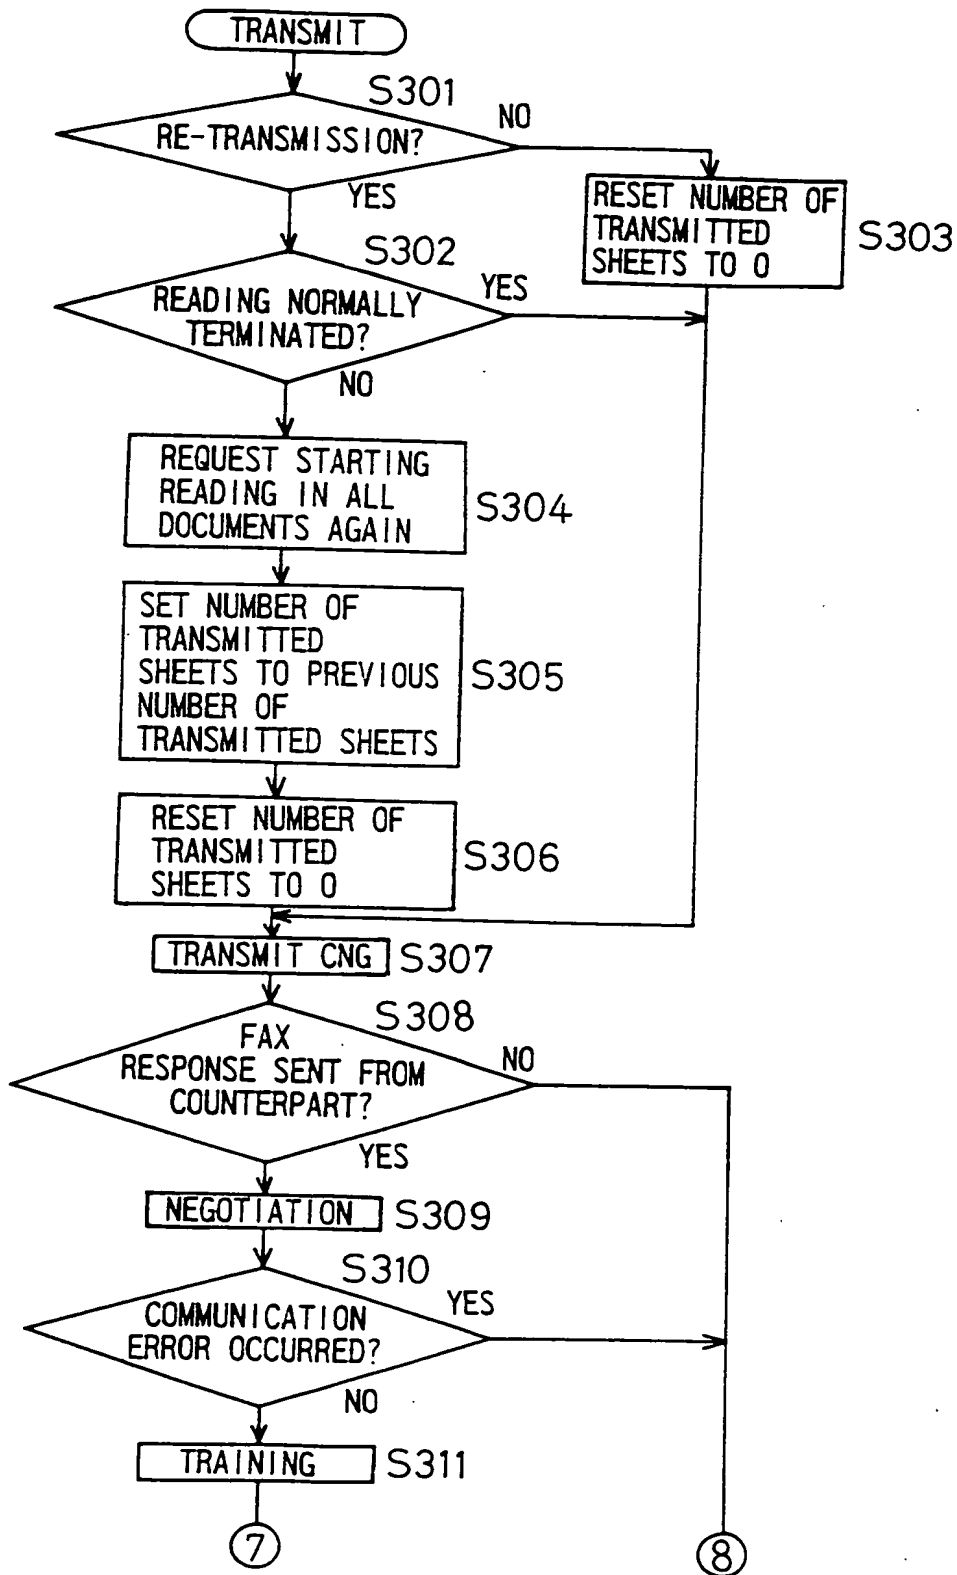 TRANSMIT
S301
NO
RE-TRANSMISSION?
YES
RESET NUMBER OF
TRANSMITTED
SHEETS TO 0
S303
S302
YES
READING NORMALLY
TERMINATED?
NO
REQUEST STARTING
READING IN ALL
DOCUMENTS AGAIN
S304
SET NUMBER OF
TRANSMITTED
SHEETS TO PREVIOUS
NUMBER OF
TRANSMITTED SHEETS
S305
RESET NUMBER OF
TRANSMITTED
SHEETS TO 0
S306
TRANSMIT CNG
S307
S308
FAX
RESPONSE SENT FROM
COUNTERPART?
NO
YES
NEGOTIATION
S309
S310
COMMUNICATION
ERROR OCCURRED?
YES
NO
TRAINING
S311
7
8